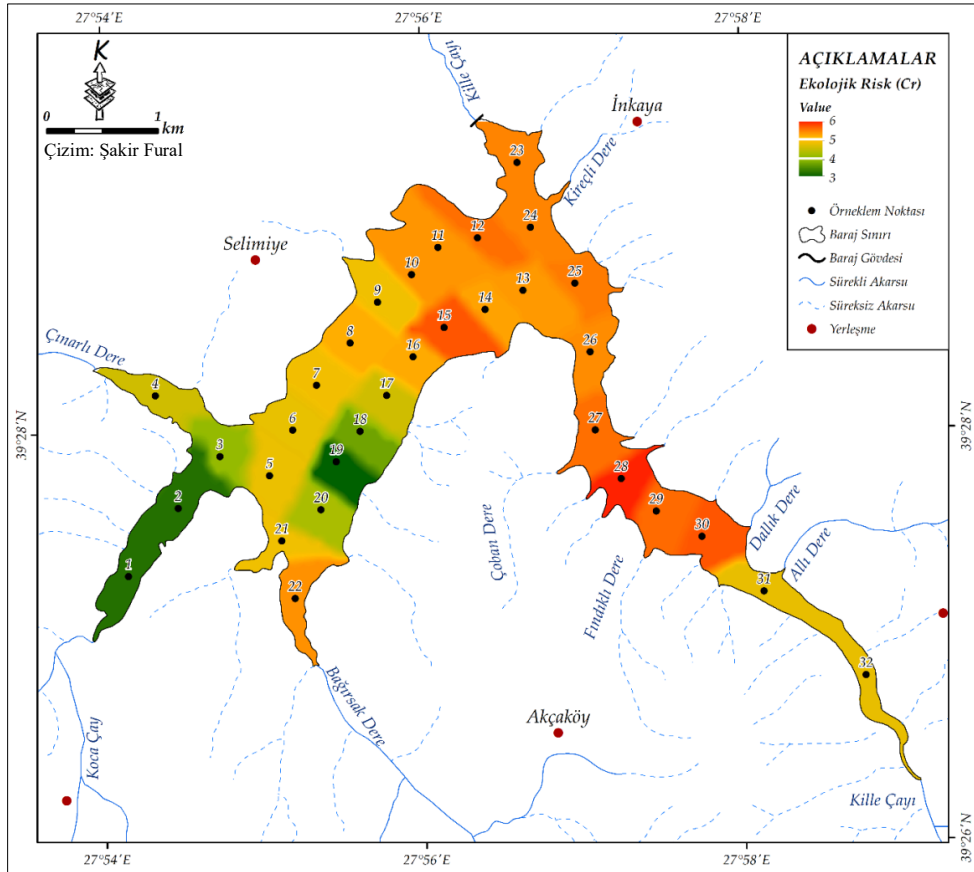 27°54'E
27°56'E
27°58'E
K
0 1
km
Çizim: Şakir Fural
AÇIKLAMALAR
Ekolojik Risk (Cr)
Value
6
5
4
3
Örneklem Noktası
Baraj Sınırı
Baraj Gövdesi
Sürekli Akarsu
Süreksiz Akarsu
Yerleşme
Kille Çayı
İnkaya
Kireçli Dere
Selimiye
Çınarlı Dere
39°28'N
39°28'N
23
24
12
11
10
13
25
9
14
15
8
16
26
7
17
4
18
6
27
3
19
5
28
2
20
29
30
21
1
22
31
32
Çoban Dere
Fındıklı Dere
Dallık Dere
Allı Dere
Bağırsak Dere
Akçaköy
Koca Çay
Kille Çayı
39°26'N
27°54'E
27°56'E
27°58'E